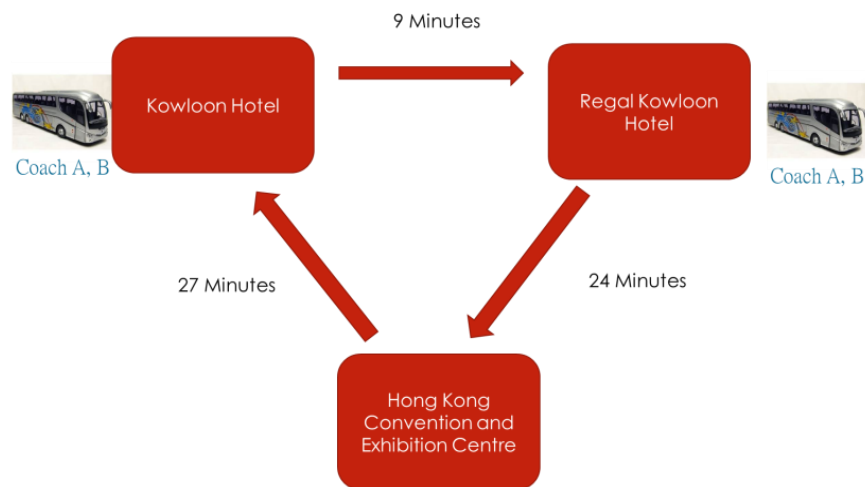 9 Minutes
Kowloon Hotel
Regal Kowloon
Hotel
Coach A, B
Coach A, B
27 Minutes
24 Minutes
Hong Kong
Convention and
Exhibition Centre